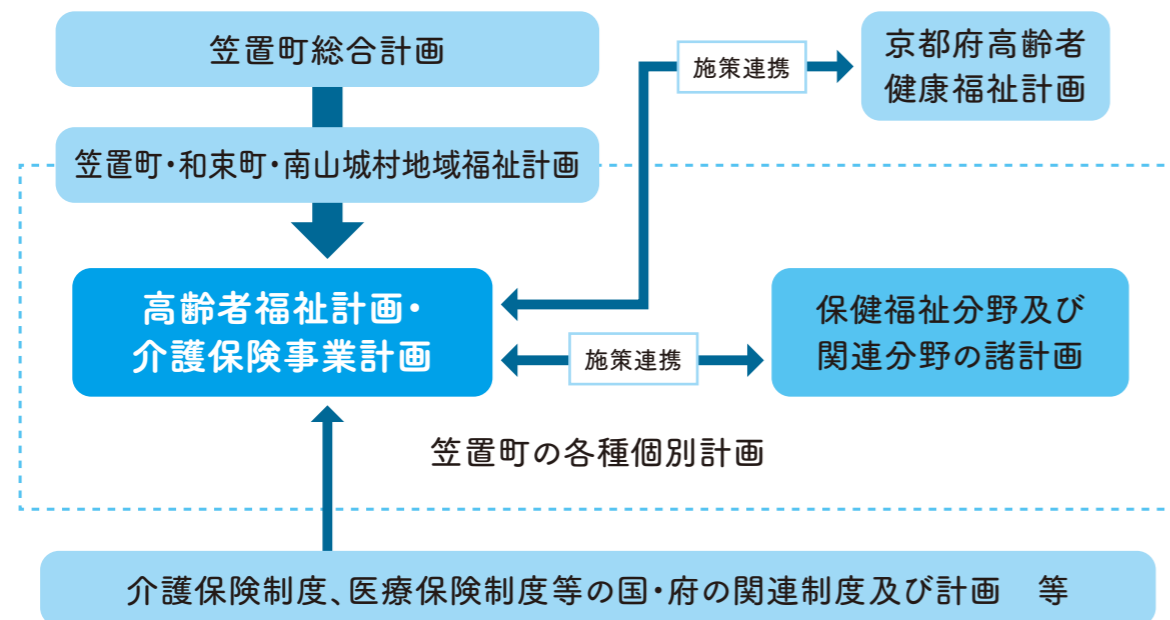 笠置町総合計画
施策連携
京都府高齢者
健康福祉計画
笠置町・和束町・南山城村地域福祉計画
高齢者福祉計画・
介護保険事業計画
施策連携
保健福祉分野及び
関連分野の諸計画
笠置町の各種個別計画
介護保険制度、医療保険制度等の国・府の関連制度及び計画　等